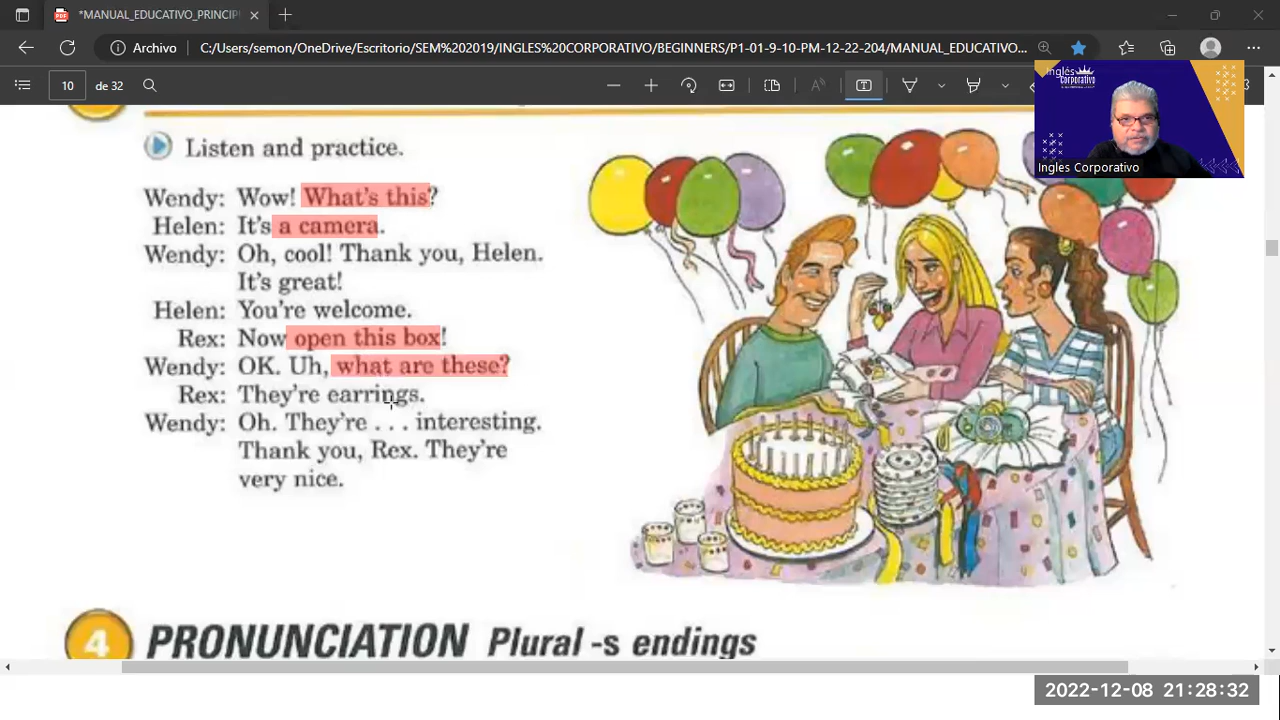 *MANUAL_EDUCATIVO_PRINCIPI
Archivo
C:/Users/semon/OneDrive/Escritorio/SEM%202019/INGLES%20CORPORATIVO/BEGINNERS/P1-01-9-10-PM-12-22-204/MANUAL_EDUCATIVO...
10 de 32
Inglés
corporativo
Ingles Corporativo
Listen and practice.
Wendy: Wow! What's this?
Helen: It's a camera.
Wendy: Oh, cool! Thank you, Helen.
It's great!
Helen: You're welcome.
Rex: Now open this box!
Wendy: OK. Uh, what are these?
Rex: They're earrings.
Wendy: Oh. They're . . . interesting.
Thank you, Rex. They're
very nice.
4 PRONUNCIATION Plural -s endings
2022-12-08 21:28:32